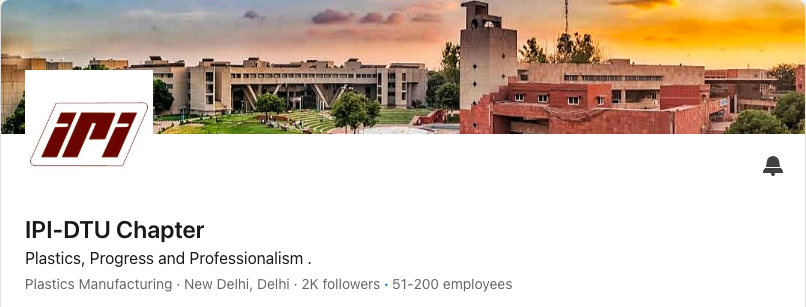 iPi
IPI-DTU Chapter
Plastics, Progress and Professionalism .
Plastics Manufacturing · New Delhi, Delhi · 2K followers · 51-200 employees